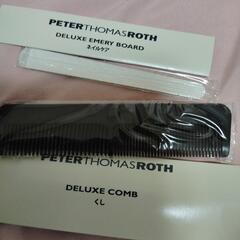 PETERTHOMASROTH
DELUXE EMERY BOARD
ネイルケア
PETERTHOMASROTH
DELUXE COMB
くし